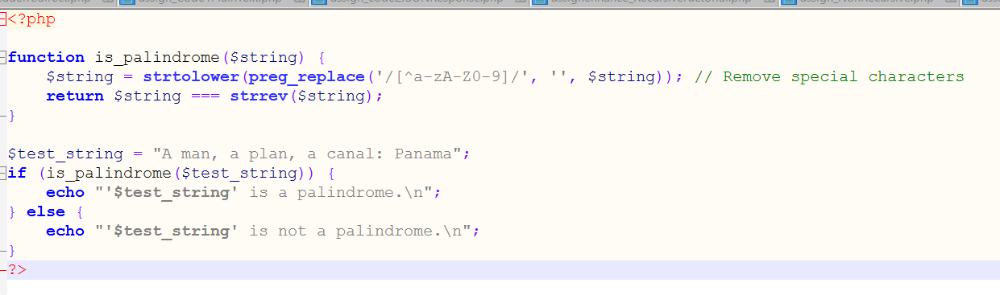 <?php
function is_palindrome($string) {
    $string = strtolower(preg_replace('/[^a-zA-Z0-9]/', '', $string)); // Remove special characters
    return $string === strrev($string);
}
$test_string = "A man, a plan, a canal: Panama";
if (is_palindrome($test_string)) {
    echo "'$test_string' is a palindrome.\n";
} else {
    echo "'$test_string' is not a palindrome.\n";
}
?>